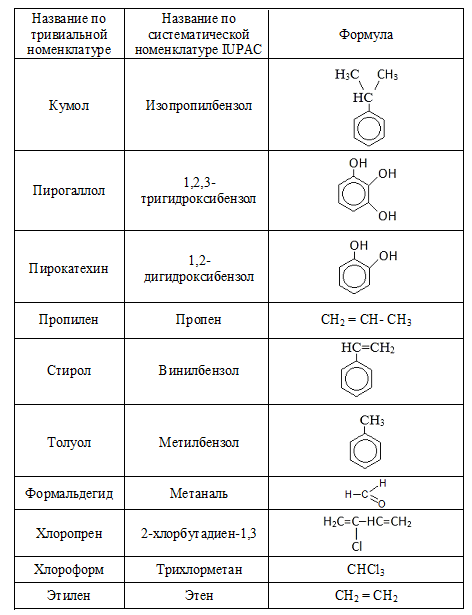 Название по тривиальной номенклатуре
Название по систематической номенклатуре IUPAC
Формула
Кумол
Изопропилбензол
H₃C CH₃
HC
Пирогаллол
1,2,3-
тригидроксибензол
OH
OH
OH
Пирокатехин
1,2-
дигидроксибензол
OH
OH
Пропилен
Пропен
CH₂ = CH- CH₃
Стирол
Винилбензол
HC=CH₂
Толуол
Метилбензол
CH₃
Формальдегид
Метаналь
H
H–C
O
Хлоропрен
2-хлорбутадиен-1,3
H₂C=C–HC=CH₂
Cl
Хлороформ
Трихлорметан
CHCl₃
Этилен
Этен
CH₂ = CH₂